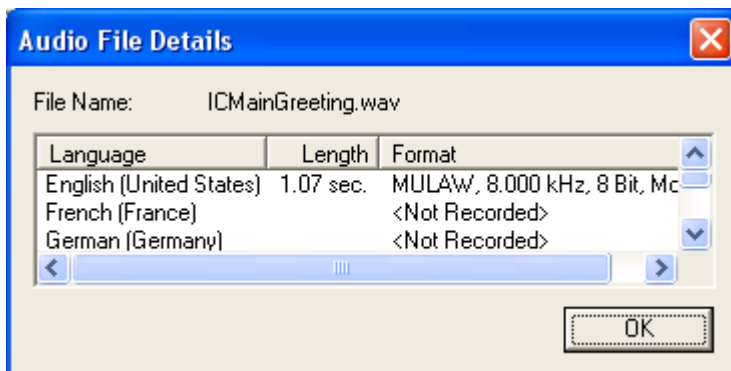 Audio File Details
File Name: ICMainGreeting.wav
Language Length Format
English (United States) 1.07 sec. MULAW, 8.000 kHz, 8 Bit, Mc
French (France) <Not Recorded>
German (Germany) <Not Recorded>
OK